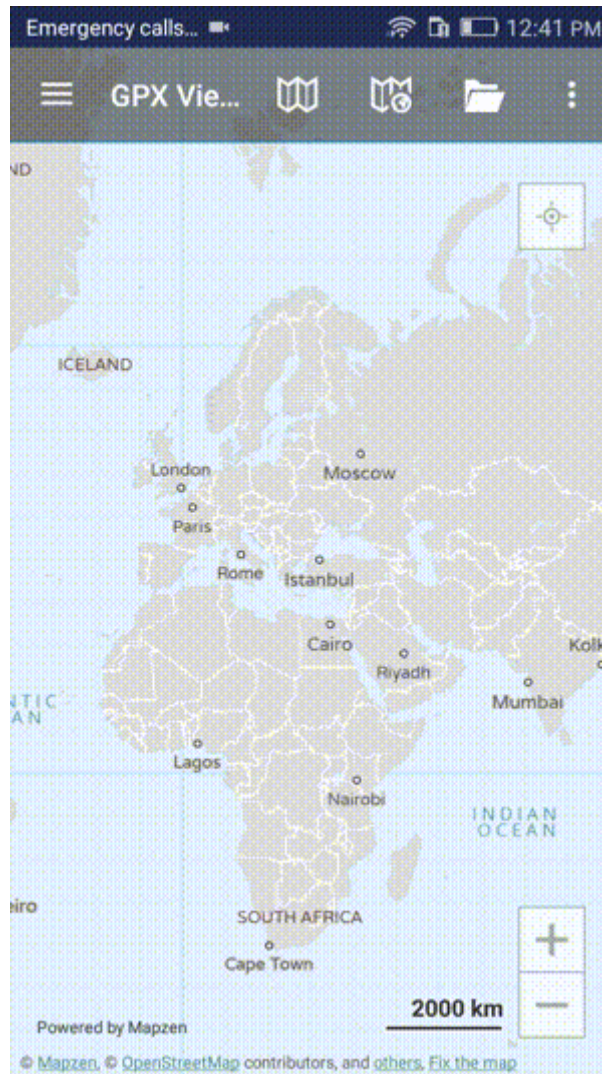 Emergency calls... 12:41 PM
GPX Vie...
ND
ICELAND
London
Moscow
Paris
Rome
Istanbul
Cairo
Kolk
Riyadh
Mumbai
NTIC
AN
Lagos
Nairobi
INDIAN
OCEAN
eiro
SOUTH AFRICA
Cape Town
2000 km
Powered by Mapzen
© Mapzen, © OpenStreetMap contributors, and others, Fix the map